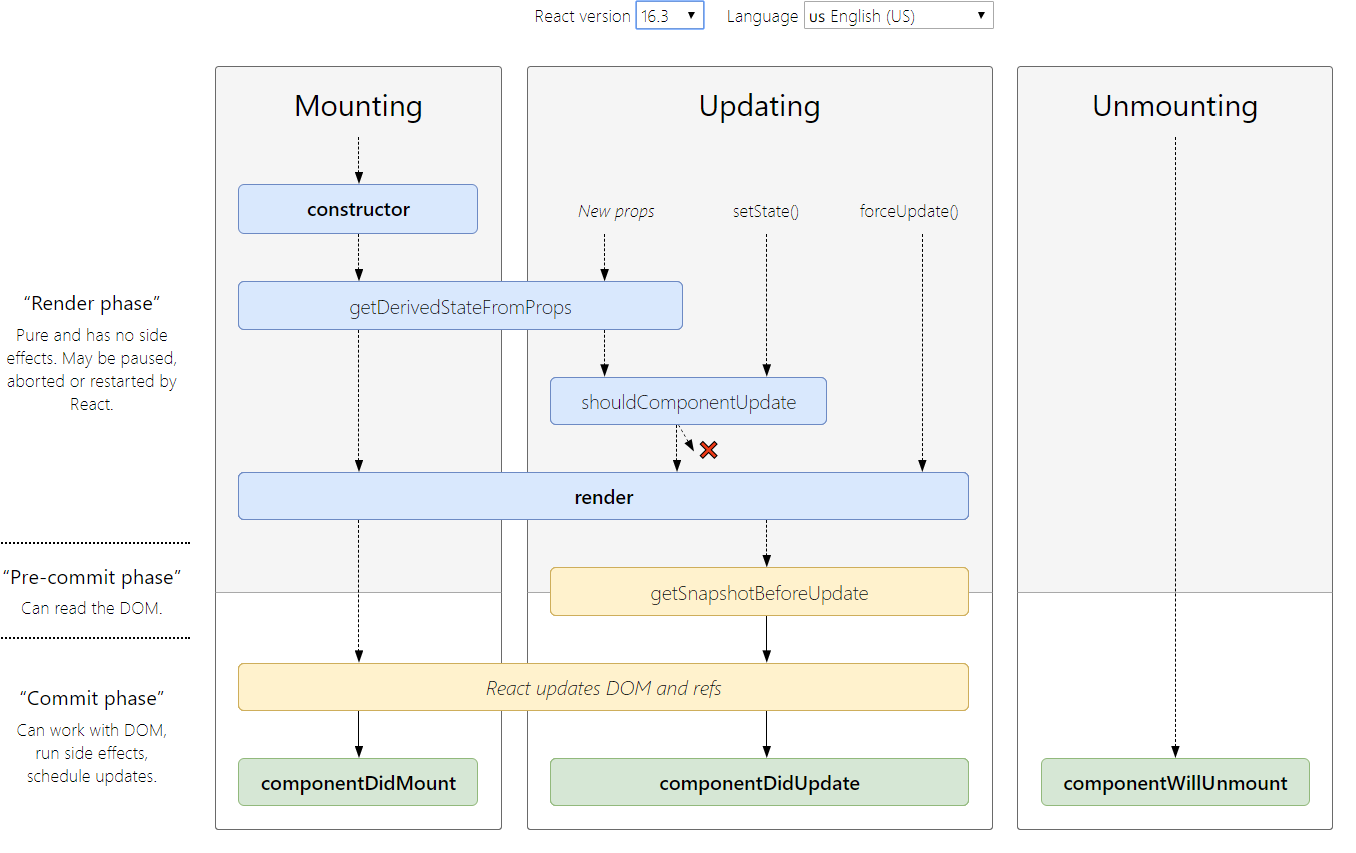 React version 16.3 Language us English (US)
Mounting
Updating
Unmounting
constructor
New props
setState()
forceUpdate()
“Render phase”
Pure and has no side
effects. May be paused,
aborted or restarted by
React.
getDerivedStateFromProps
shouldComponentUpdate
render
“Pre-commit phase”
Can read the DOM.
getSnapshotBeforeUpdate
“Commit phase”
Can work with DOM,
run side effects,
schedule updates.
React updates DOM and refs
componentDidMount
componentDidUpdate
componentWillUnmount